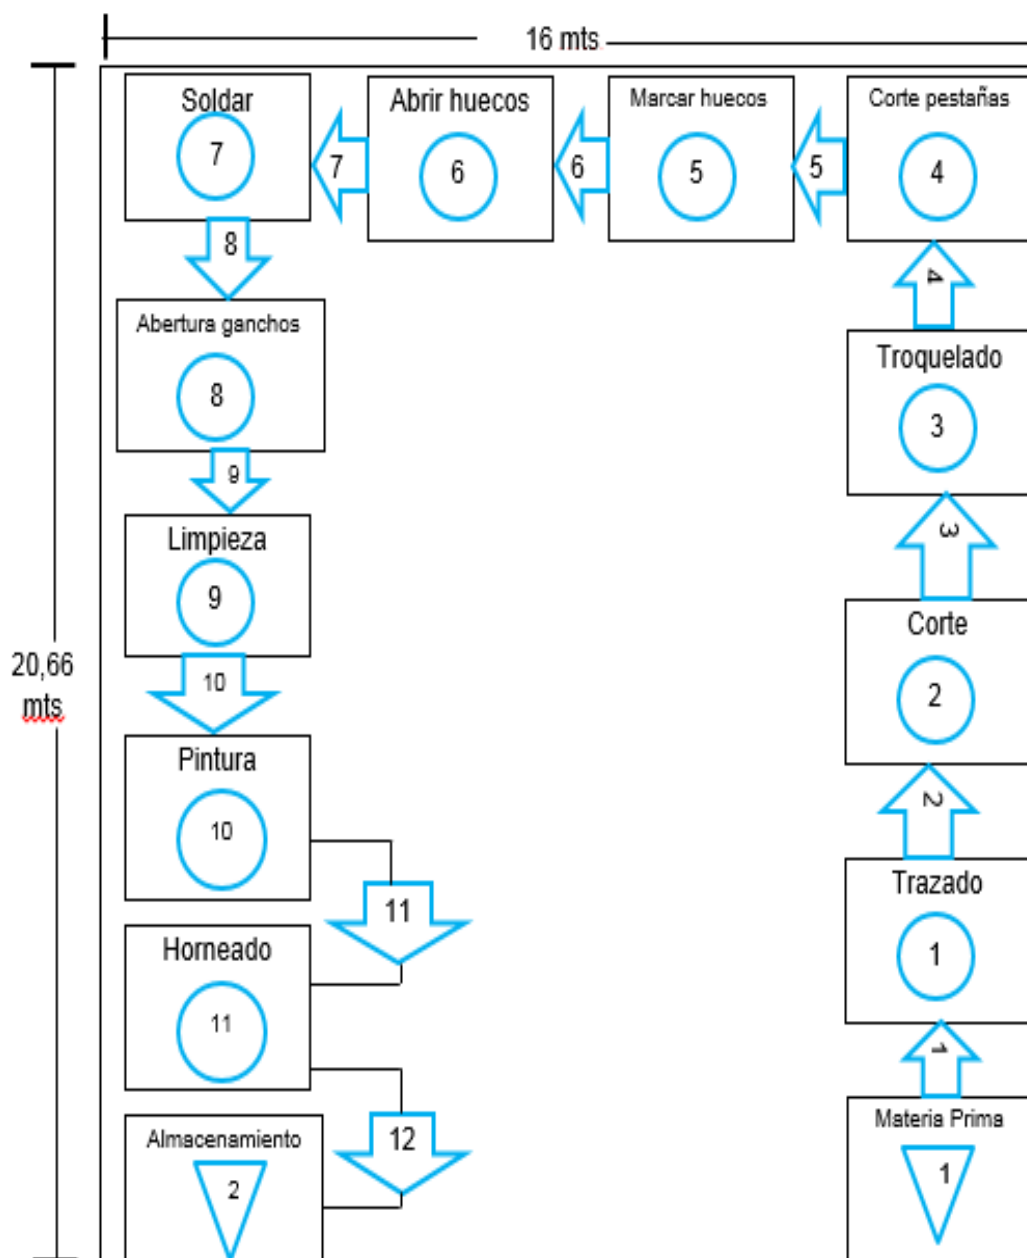 16 mts
Soldar
7
7
Abrir huecos
6
6
Marcar huecos
5
5
Corte pestañas
4
8
4
Abertura ganchos
8
Troquelado
3
9
3
Limpieza
9
Corte
2
20,66
mts
10
2
Pintura
10
Trazado
1
11
Horneado
11
1
Materia Prima
1
12
Almacenamiento
2